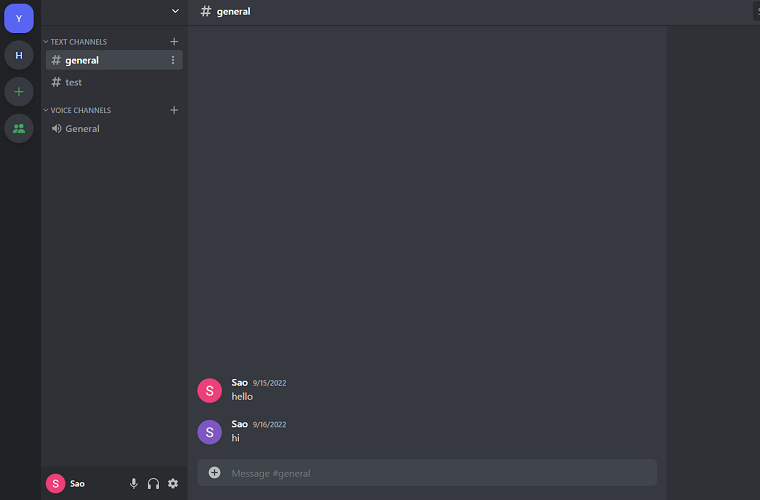 Y
H
TEXT CHANNELS
general
test
VOICE CHANNELS
General
S
Sao
# general
S
Sao 9/15/2022
hello
S
Sao 9/16/2022
hi
Message #general